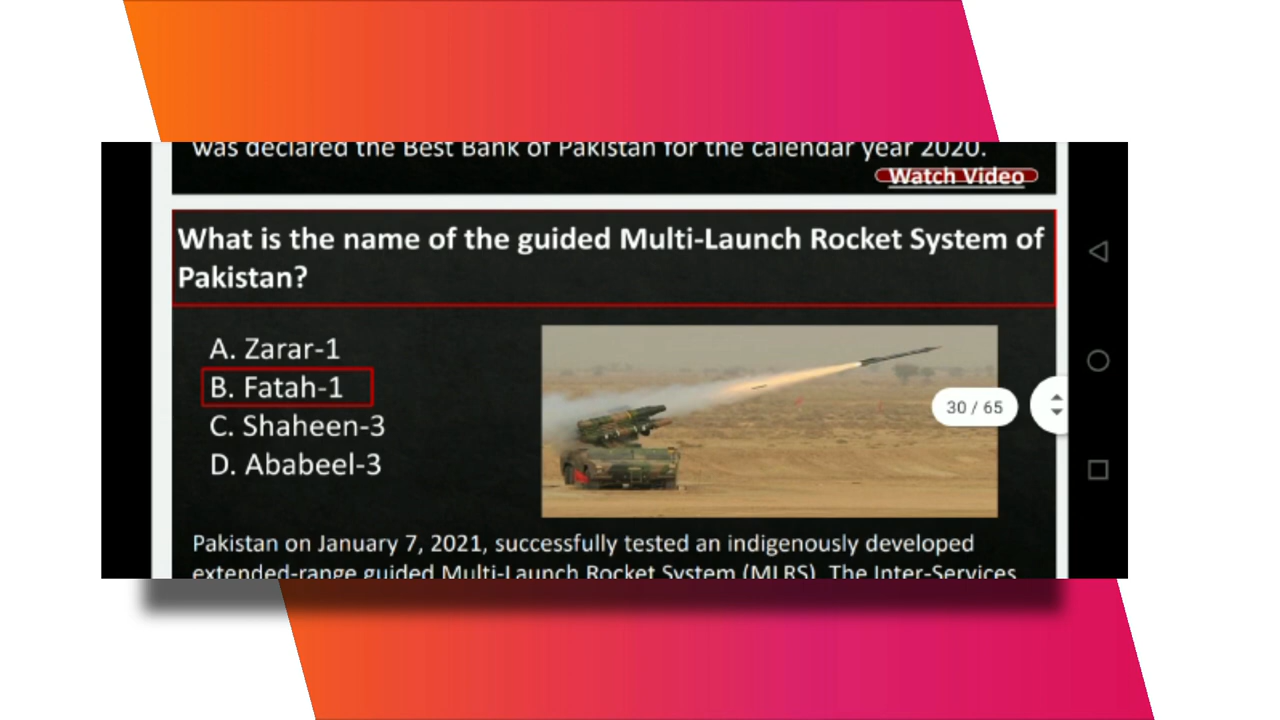 was declared the Best Bank of Pakistan for the calendar year 2020.
Watch Video
What is the name of the guided Multi-Launch Rocket System of
Pakistan?
A. Zarar-1
B. Fatah-1
C. Shaheen-3
D. Ababeel-3
30 / 65
Pakistan on January 7, 2021, successfully tested an indigenously developed
extended-range guided Multi-Launch Rocket System (MLRS). The Inter-Services